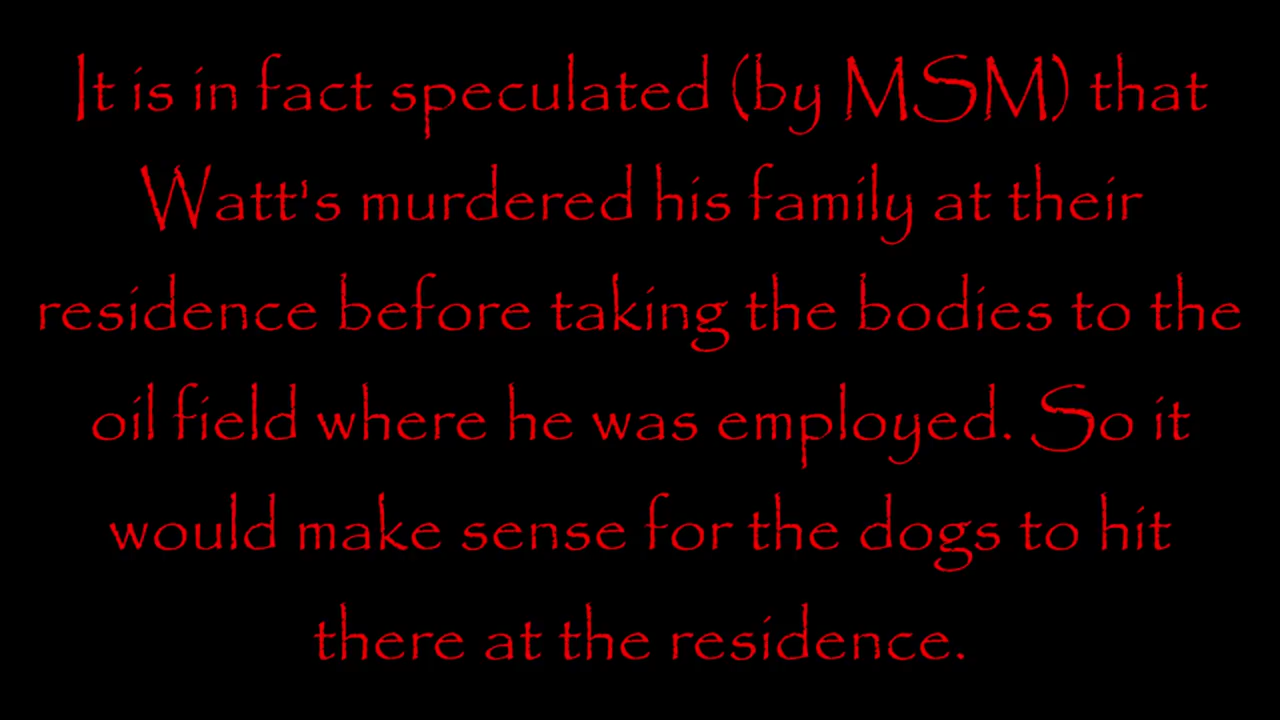 It is in fact speculated (by MSM) that
Watt's murdered his family at their
residence before taking the bodies to the
oil field where he was employed. So it
would make sense for the dogs to hit
there at the residence.